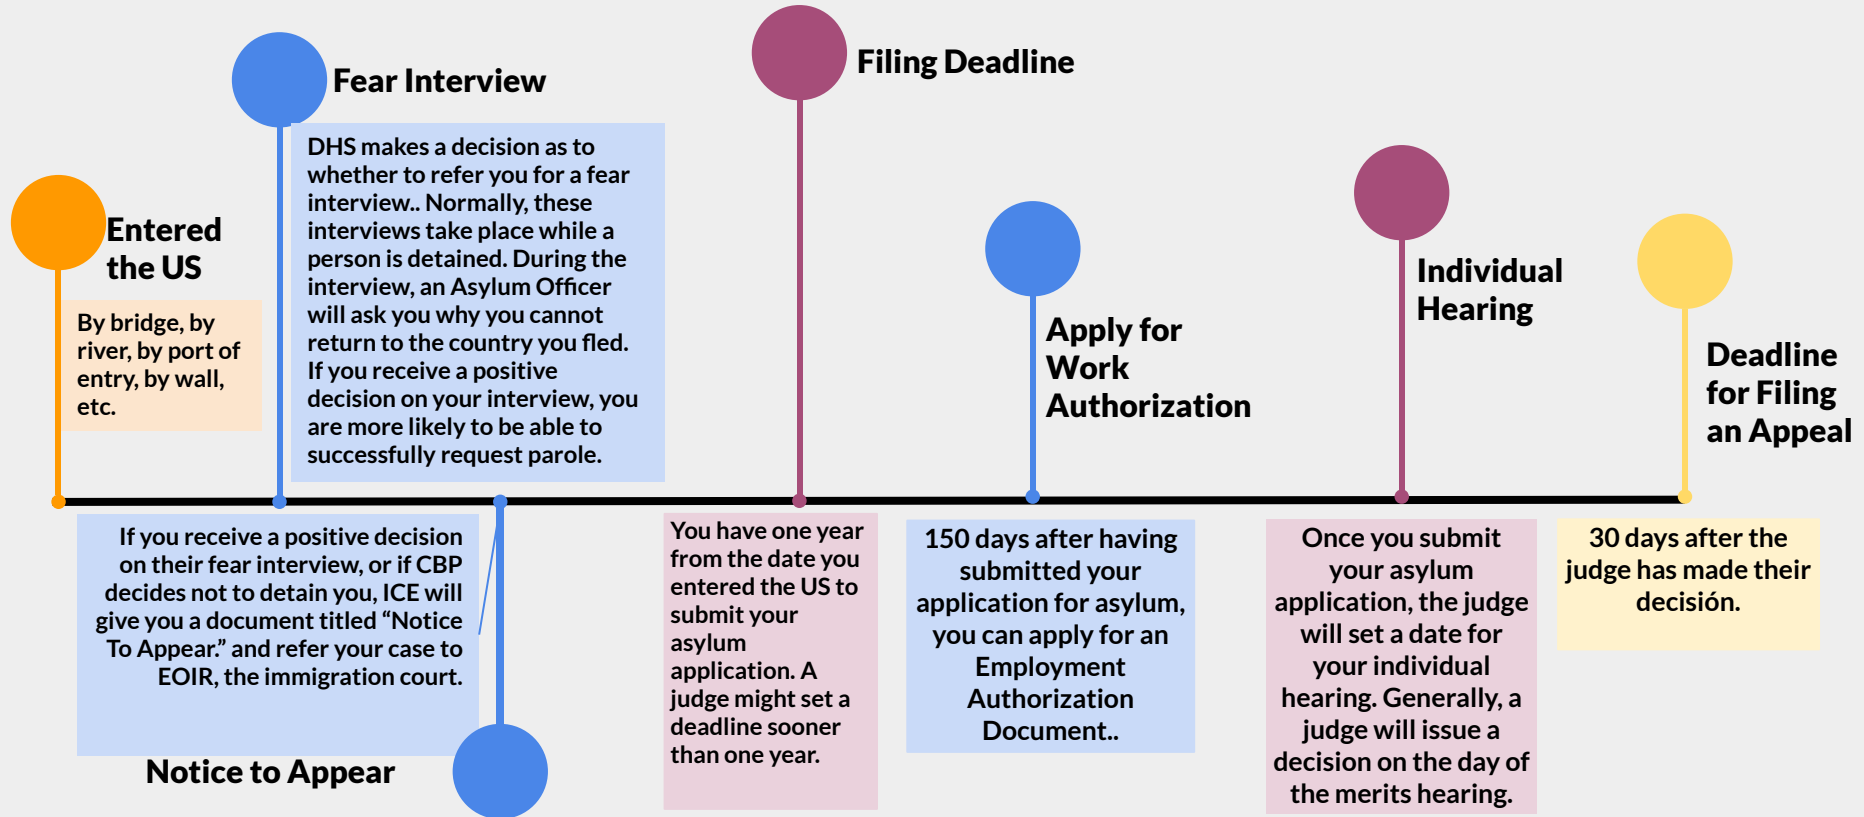 Entered
the US
By bridge, by
river, by port of
entry, by wall,
etc.
Fear Interview
DHS makes a decision as to
whether to refer you for a fear
interview.. Normally, these
interviews take place while a
person is detained. During the
interview, an Asylum Officer
will ask you why you cannot
return to the country you fled.
If you receive a positive
decision on your interview, you
are more likely to be able to
successfully request parole.
If you receive a positive decision
on their fear interview, or if CBP
decides not to detain you, ICE will
give you a document titled “Notice
To Appear.” and refer your case to
EOIR, the immigration court.
Notice to Appear
Filing Deadline
You have one year
from the date you
entered the US to
submit your
asylum
application. A
judge might set a
deadline sooner
than one year.
Apply for
Work
Authorization
150 days after having
submitted your
application for asylum,
you can apply for an
Employment
Authorization
Document..
Individual
Hearing
Once you submit
your asylum
application, the judge
will set a date for
your individual
hearing. Generally, a
judge will issue a
decision on the day of
the merits hearing.
Deadline
for Filing
an Appeal
30 days after the
judge has made their
decisión.